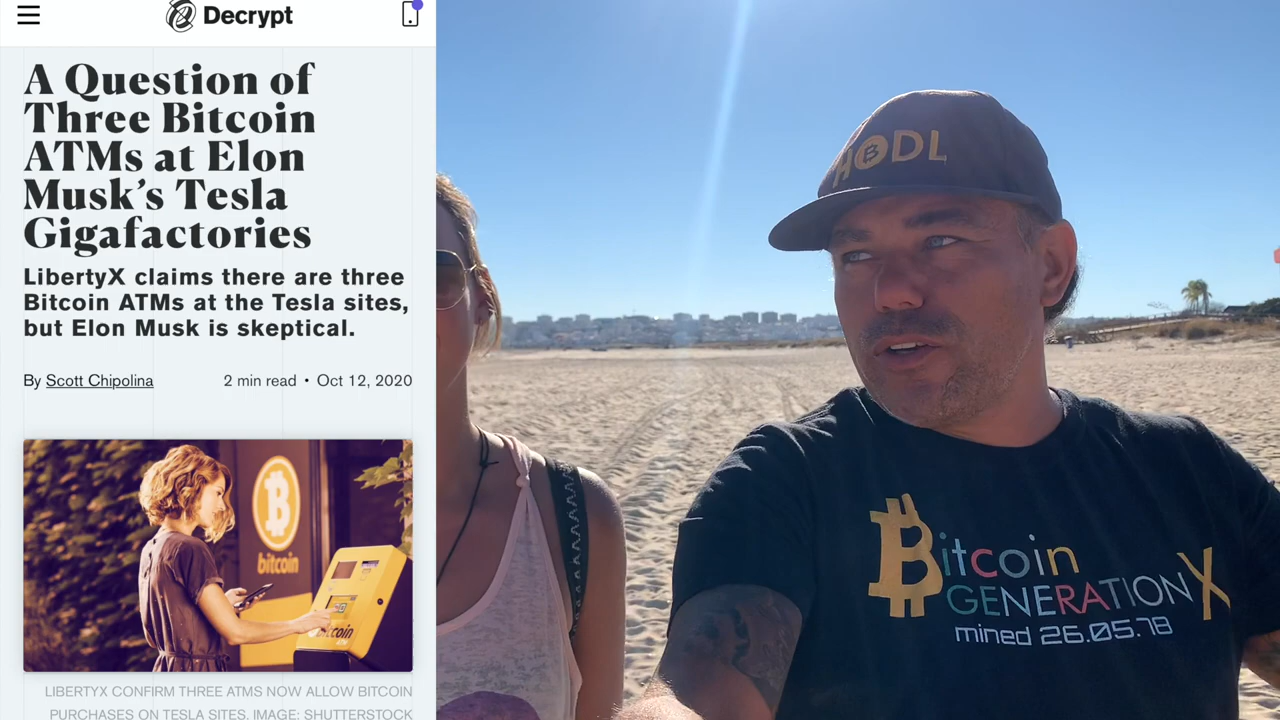 Decrypt
A Question of
Three Bitcoin
ATMs at Elon
Musk's Tesla
Gigafactories
LibertyX claims there are three
Bitcoin ATMs at the Tesla sites,
but Elon Musk is skeptical.
By Scott Chipolina 2 min read • Oct 12, 2020
bitcoin
bitcoin
LIBERTYX CONFIRM THREE ATMS NOW ALLOW BITCOIN
PURCHASES ON TESLA SITES. IMAGE: SHUTTERSTOCK
HODL
Bitcoin
GENERATION X
mined 26.05.78